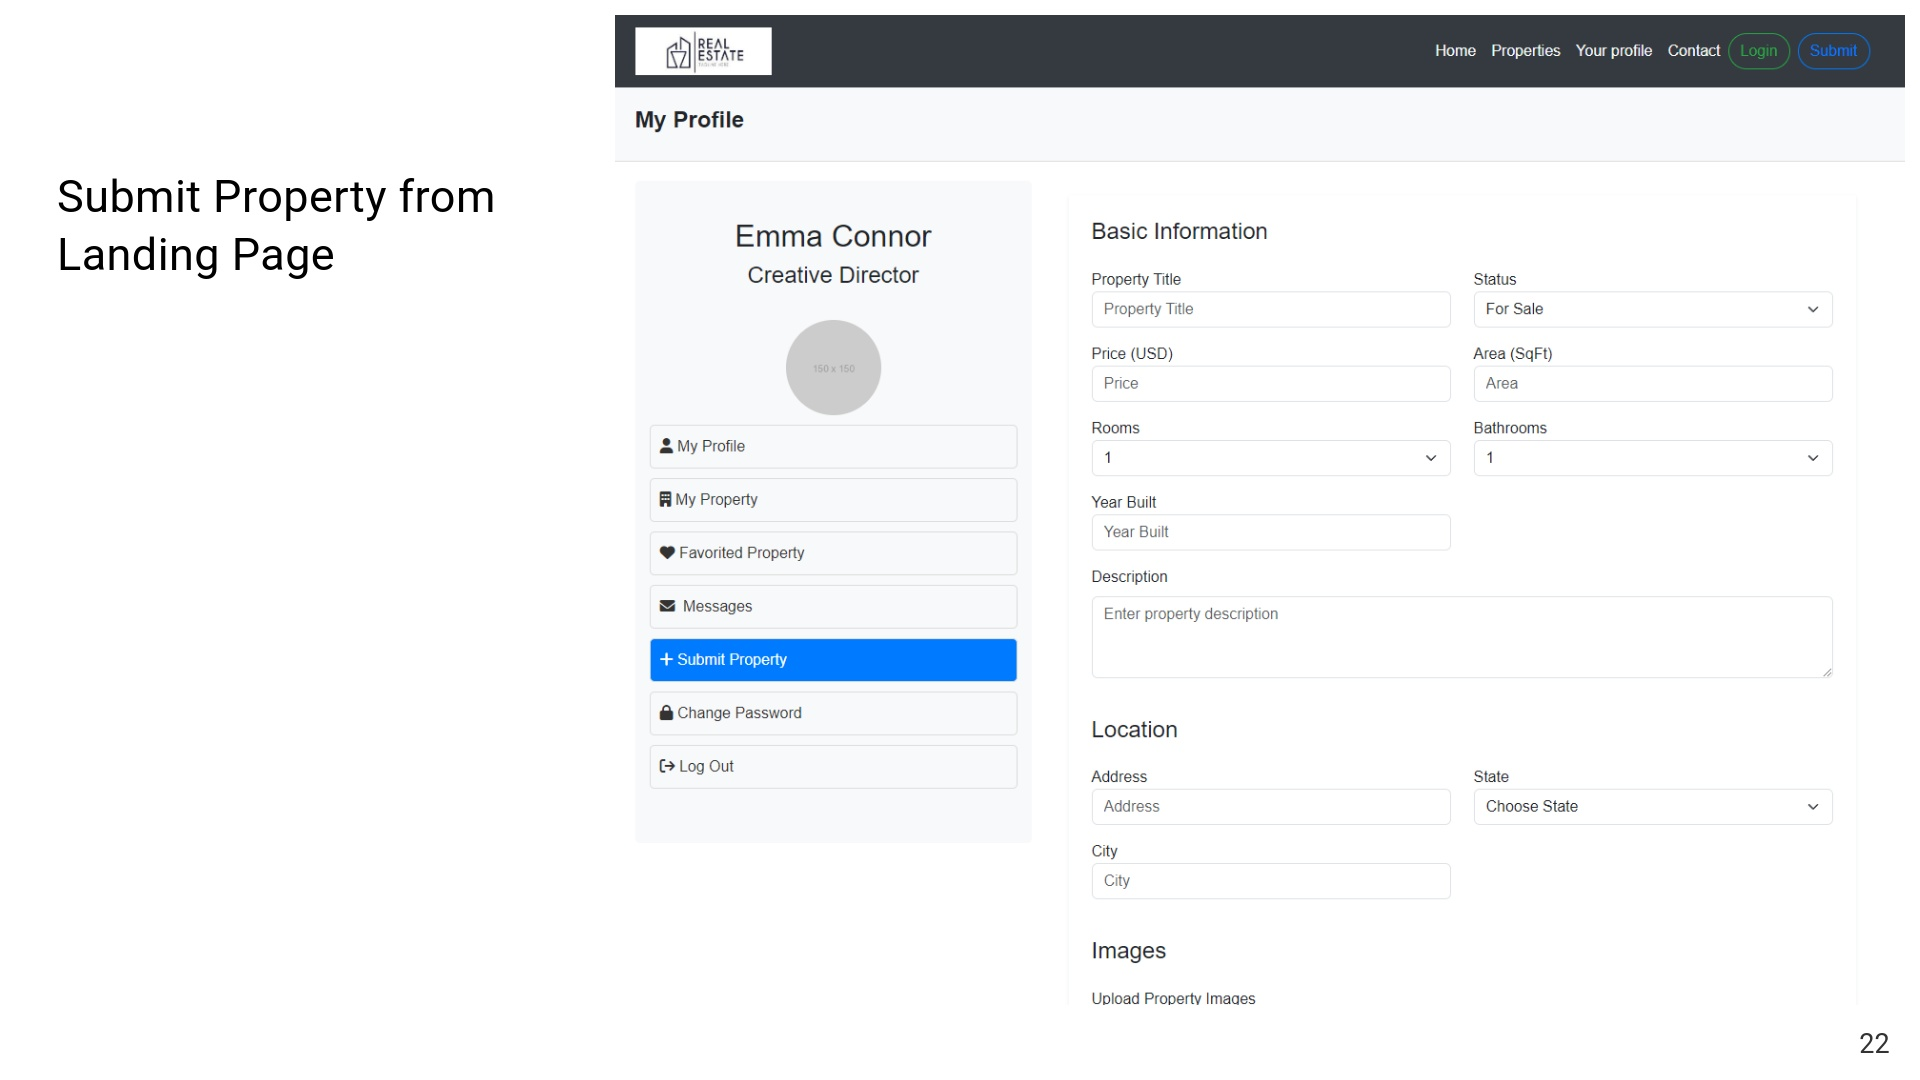 Submit Property from
Landing Page
REAL
ESTATE
Home Properties Your profile Contact Login Submit
My Profile
Emma Connor
Creative Director
150 x 150
My Profile
My Property
Favorited Property
Messages
Submit Property
Change Password
Log Out
Basic Information
Property Title Status
Property Title For Sale
Price (USD) Area (SqFt)
Price Area
Rooms Bathrooms
1 1
Year Built
Year Built
Description
Enter property description
Location
Address State
Address Choose State
City
City
Images
Upload Property Images
22